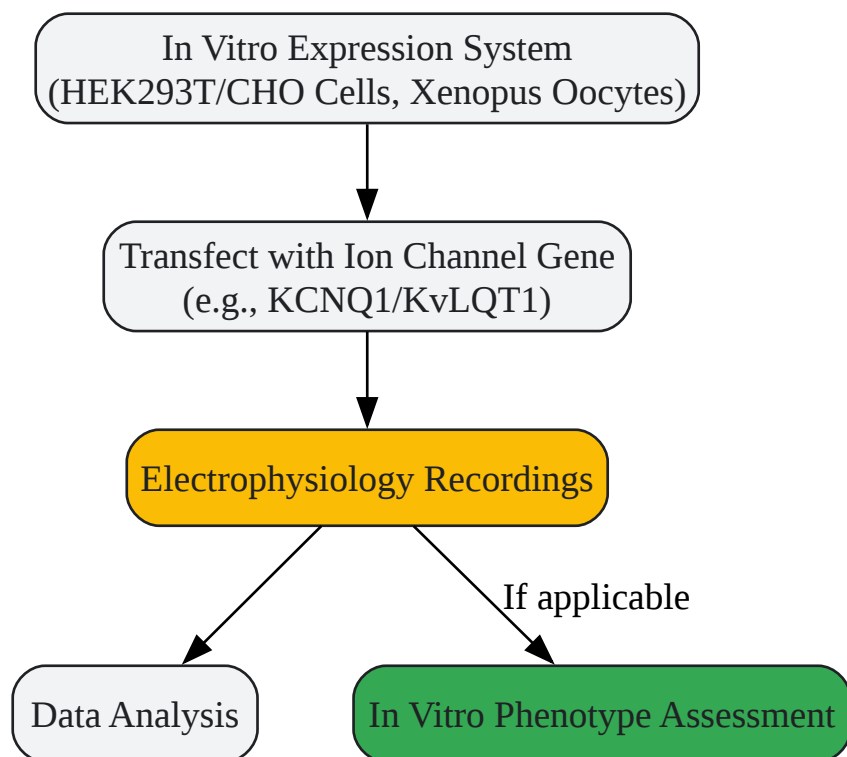 In Vitro Expression System
(HEK293T/CHO Cells, Xenopus Oocytes)
Transfect with Ion Channel Gene
(e.g., KCNQ1/KvLQT1)
Electrophysiology Recordings
If applicable
Data Analysis
In Vitro Phenotype Assessment